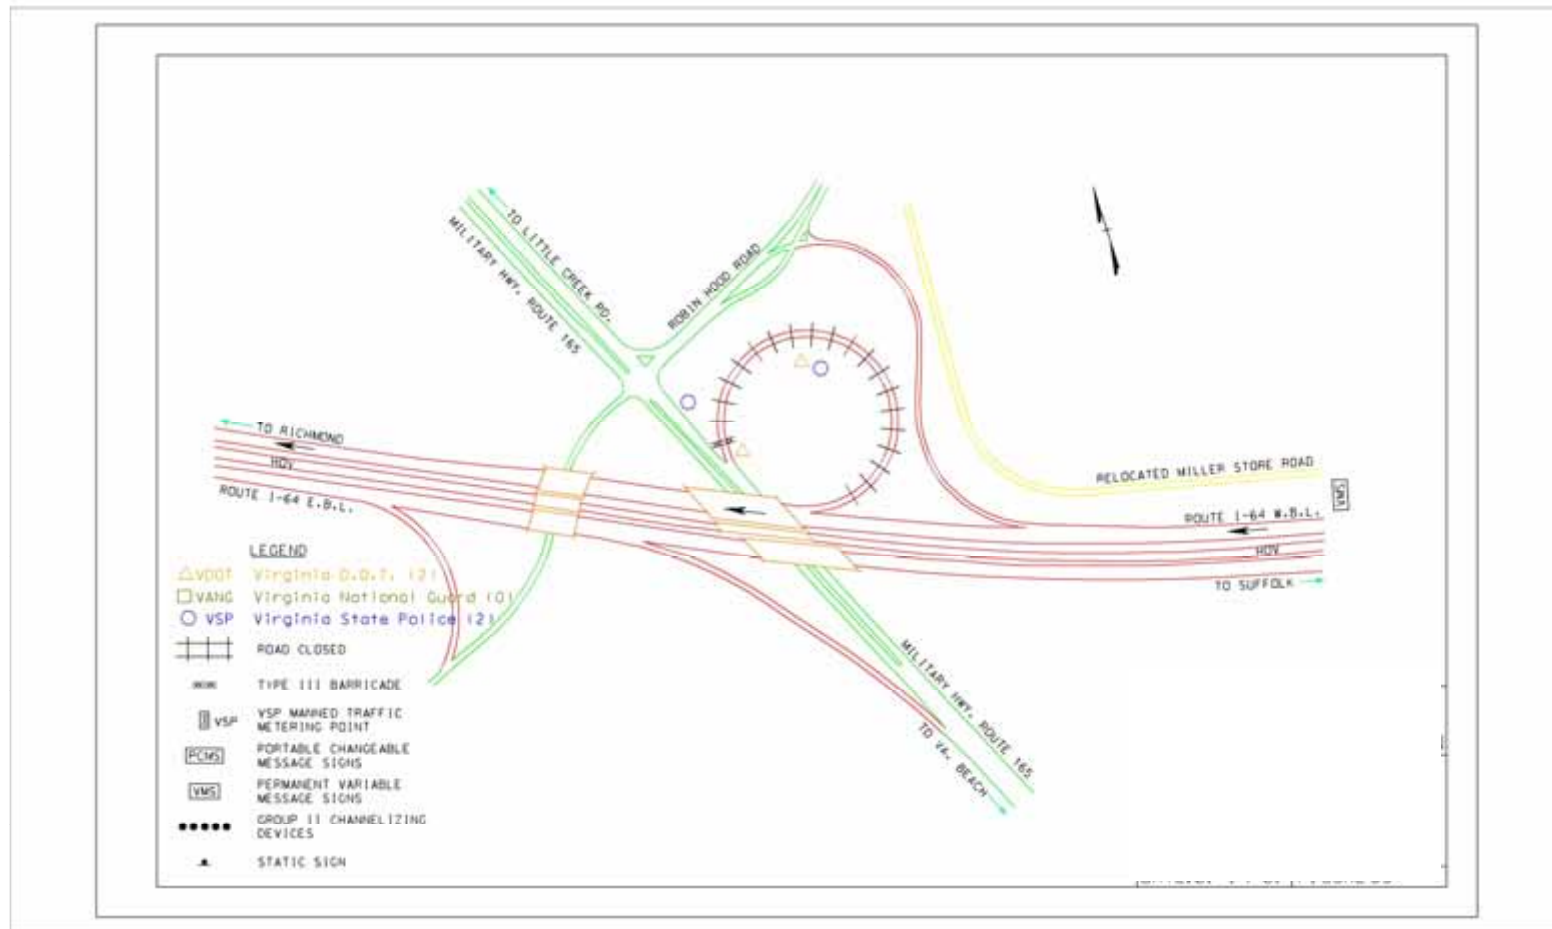 TO LITTLE CREEK RD.
MILITARY HWY. ROUTE 165
ROBIN HOOD ROAD
TO RICHMOND
HOV
ROUTE I-64 E.B.L.
RELOCATED MILLER STORE ROAD
VMS
ROUTE I-64 W.B.L.
HOV
TO SUFFOLK
MILITARY HWY. ROUTE 165
TO VA. BEACH
LEGEND
VDOT Virginia D.O.T. (2)
VANG Virginia National Guard (0)
VSP Virginia State Police (2)
ROAD CLOSED
TYPE III BARRICADE
VSP VSP MANNED TRAFFIC
METERING POINT
PCMS PORTABLE CHANGEABLE
MESSAGE SIGNS
VMS PERMANENT VARIABLE
MESSAGE SIGNS
GROUP II CHANNELIZING
DEVICES
STATIC SIGN